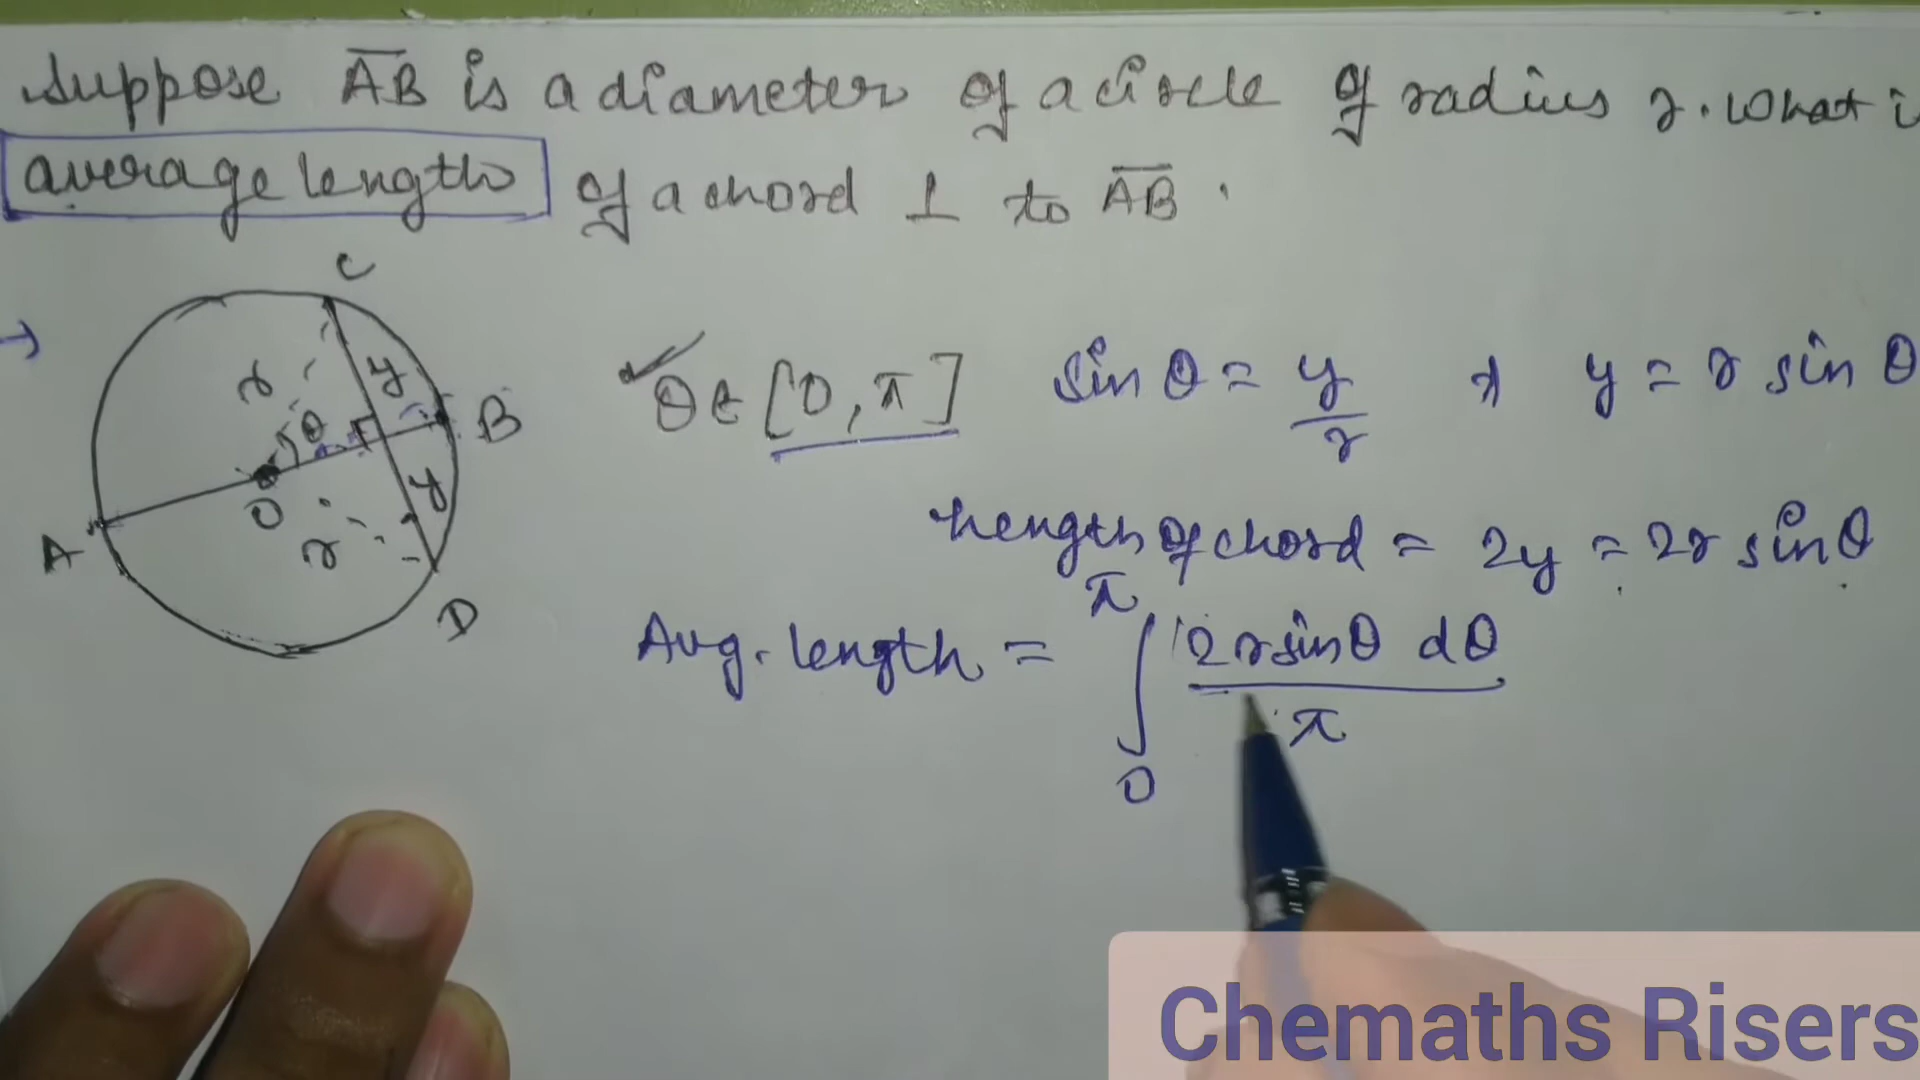 Suppose AB is a diameter of a circle of radius r. What i
average length of a chord ⊥ to AB.
C
r
y
θ
B
O
y
r
A
D
θ ∈ [0, π] sin θ = y/r y = r sin θ
Length of chord = 2y = 2r sin θ
Avg. length = ∫₀^π 2r sin θ dθ / π
Chemaths Risers